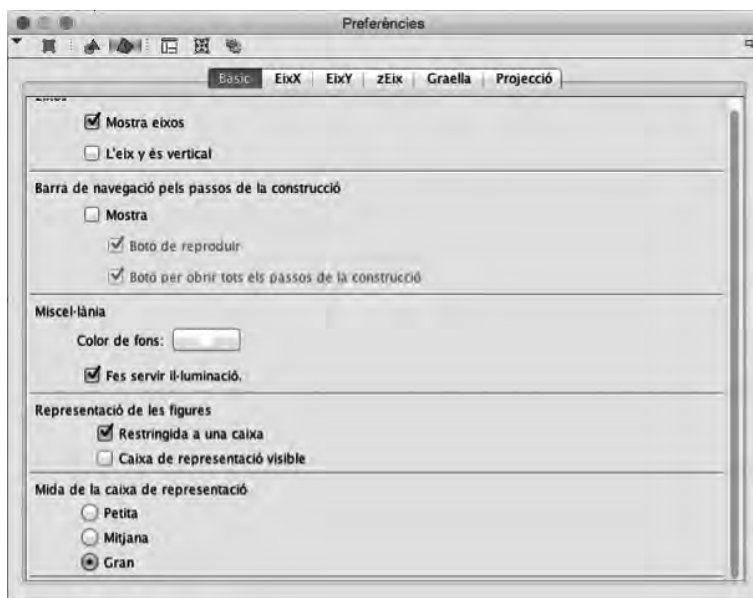 Preferències
Bàsic EixX EixY zEix Graella Projecció
Eixos
Mostra eixos
L'eix y és vertical
Barra de navegació pels passos de la construcció
Mostra
Botó de reproduir
Botó per obrir tots els passos de la construcció
Miscel·lània
Color de fons:
Fes servir il·luminació.
Representació de les figures
Restringida a una caixa
Caixa de representació visible
Mida de la caixa de representació
Petita
Mitjana
Gran